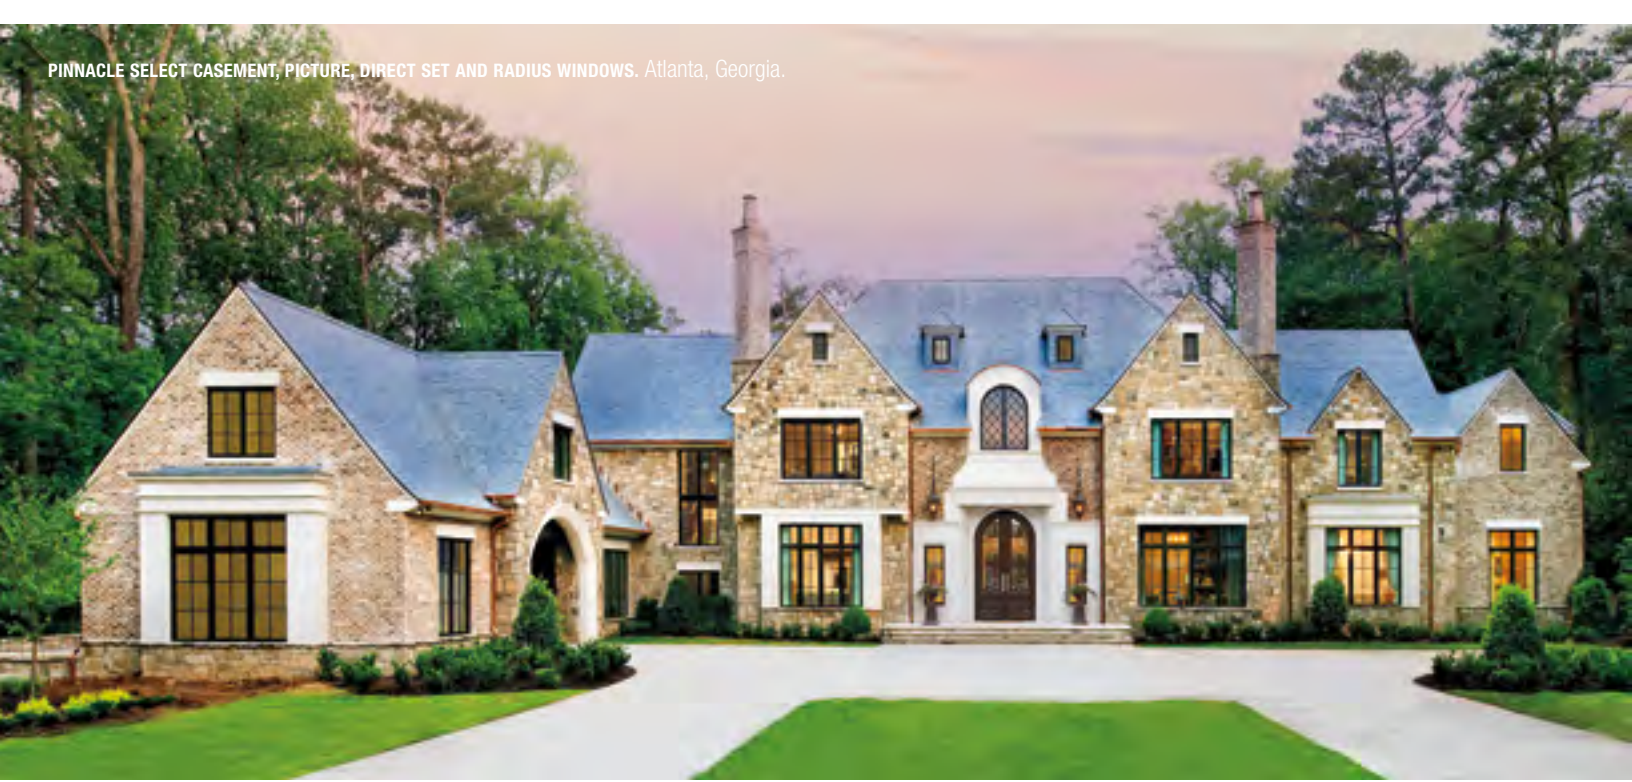 PINNACLE SELECT CASEMENT, PICTURE, DIRECT SET AND RADIUS WINDOWS. Atlanta, Georgia.